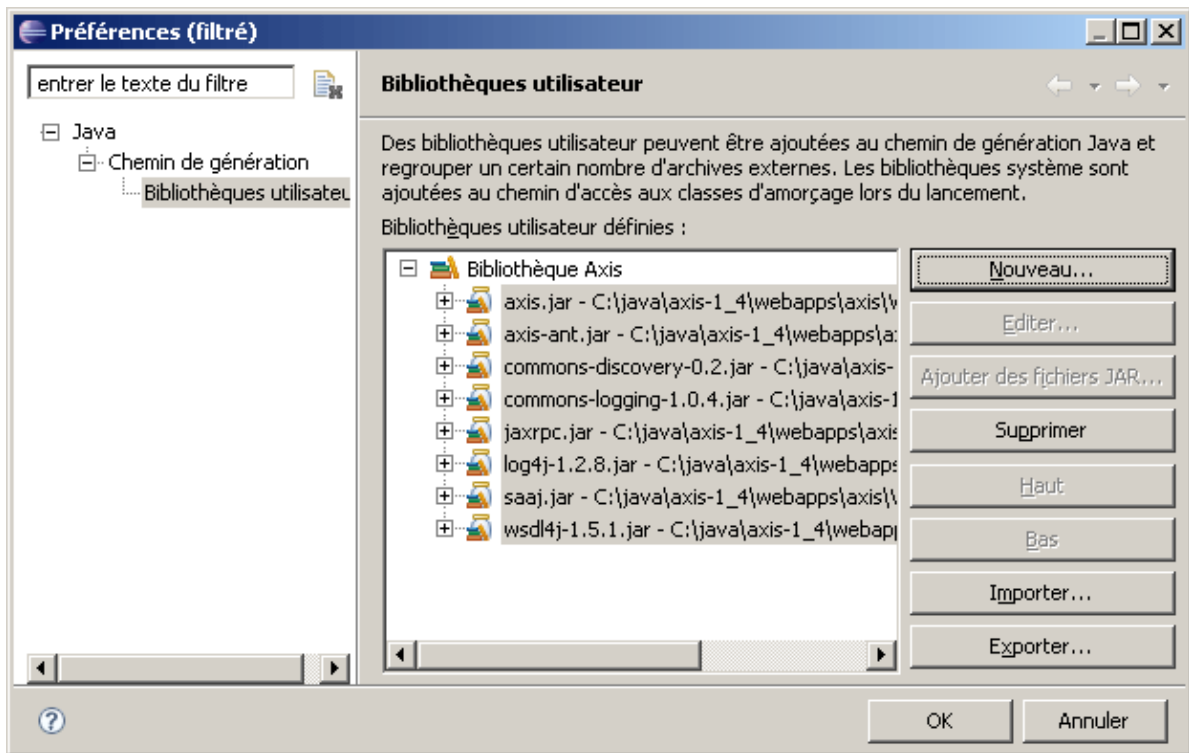 Préférences (filtré)
entrer le texte du filtre
Java
Chemin de génération
Bibliothèques utilisateu
Bibliothèques utilisateur
Des bibliothèques utilisateur peuvent être ajoutées au chemin de génération Java et
regrouper un certain nombre d'archives externes. Les bibliothèques système sont
ajoutées au chemin d'accès aux classes d'amorçage lors du lancement.
Bibliothèques utilisateur définies :
Bibliothèque Axis
axis.jar - C:\java\axis-1_4\webapps\axis\
axis-ant.jar - C:\java\axis-1_4\webapps\a
commons-discovery-0.2.jar - C:\java\axis-
commons-logging-1.0.4.jar - C:\java\axis-1
jaxrpc.jar - C:\java\axis-1_4\webapps\axis
log4j-1.2.8.jar - C:\java\axis-1_4\webapps
saaj.jar - C:\java\axis-1_4\webapps\axis\
wsdl4j-1.5.1.jar - C:\java\axis-1_4\webapp
Nouveau...
Editer...
Ajouter des fichiers JAR...
Supprimer
Haut
Bas
Importer...
Exporter...
OK
Annuler